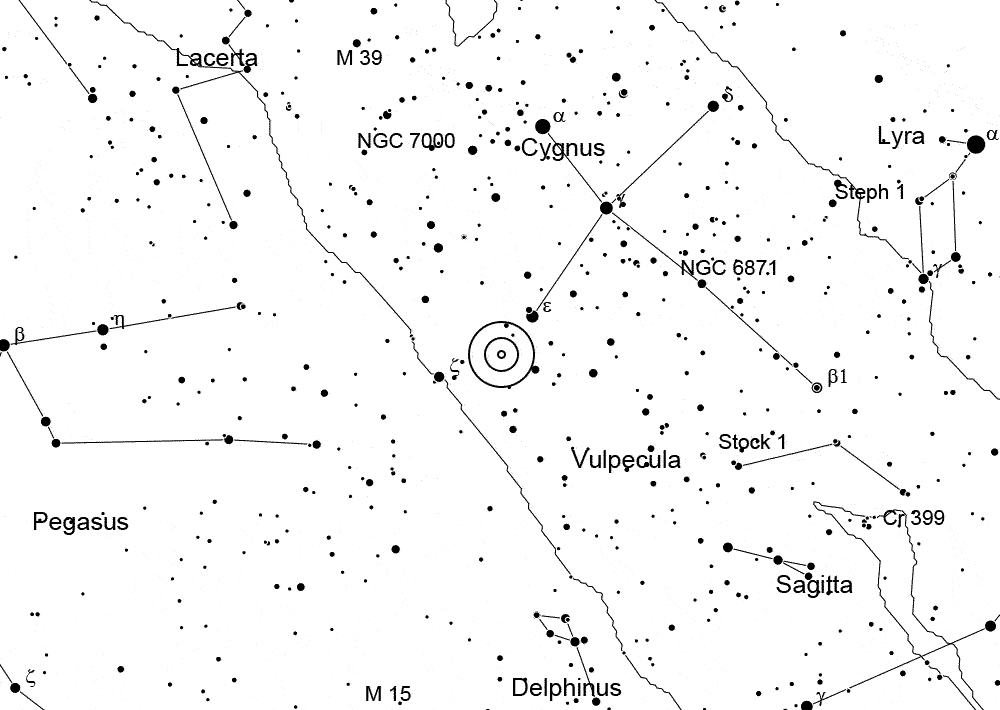 Lacerta
M 39
δ
α
Cygnus
NGC 7000
Lyra
α
Steph 1
γ
NGC 6871
γ
ε
η
β
ζ
β1
Stock 1
Vulpecula
Pegasus
Cr 399
Sagitta
ζ
M 15
Delphinus
γ